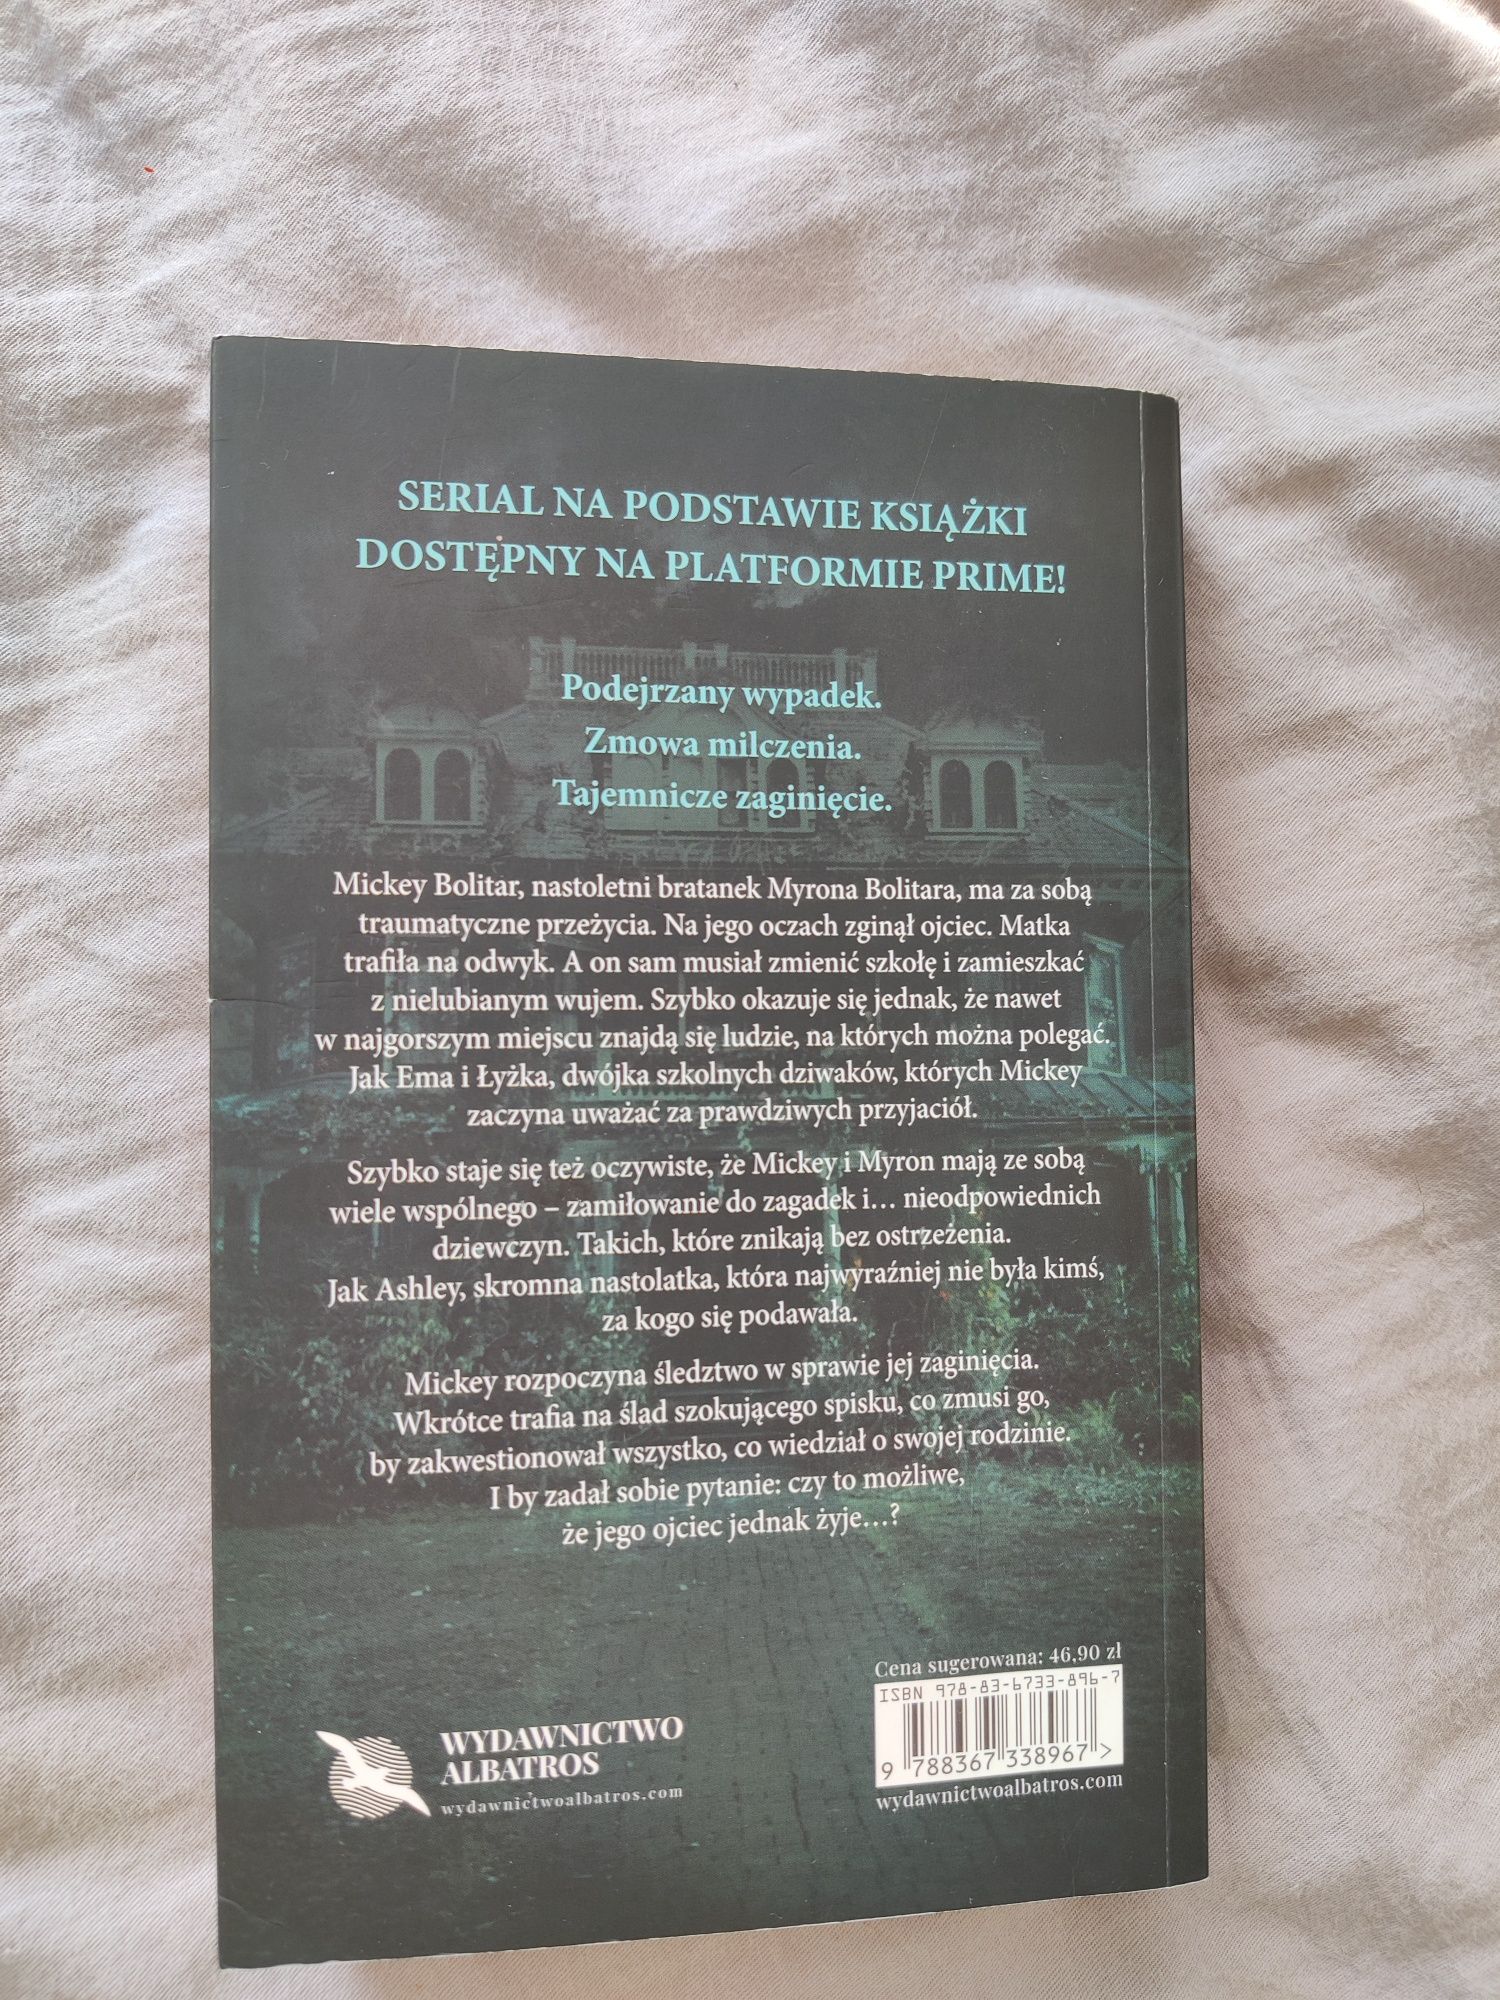 SERIAL NA PODSTAWIE KSIĄŻKI
DOSTĘPNY NA PLATFORMIE PRIME!
Podejrzany wypadek.
Zmowa milczenia.
Tajemnicze zaginięcie.
Mickey Bolitar, nastoletni bratanek Myrona Bolitara, ma za sobą
traumatyczne przeżycia. Na jego oczach zginął ojciec. Matka
trafiła na odwyk. A on sam musiał zmienić szkołę i zamieszkać
z nielubianym wujem. Szybko okazuje się jednak, że nawet
w najgorszym miejscu znajdą się ludzie, na których można polegać.
Jak Ema i Łyżka, dwójka szkolnych dziwaków, których Mickey
zaczyna uważać za prawdziwych przyjaciół.
Szybko staje się też oczywiste, że Mickey i Myron mają ze sobą
wiele wspólnego – zamiłowanie do zagadek i… nieodpowiednich
dziewczyn. Takich, które znikają bez ostrzeżenia.
Jak Ashley, skromna nastolatka, która najwyraźniej nie była kimś,
za kogo się podawała.
Mickey rozpoczyna śledztwo w sprawie jej zaginięcia.
Wkrótce trafia na ślad szokującego spisku, co zmusi go,
by zakwestionował wszystko, co wiedział o swojej rodzinie.
I by zadał sobie pytanie: czy to możliwe,
że jego ojciec jednak żyje…?
Cena sugerowana: 46,90 zł
ISBN 978-83-6733-896-7
9 788367 338967 >
wydawnictwoalbatros.com
WYDAWNICTWO
ALBATROS
wydawnictwoalbatros.com